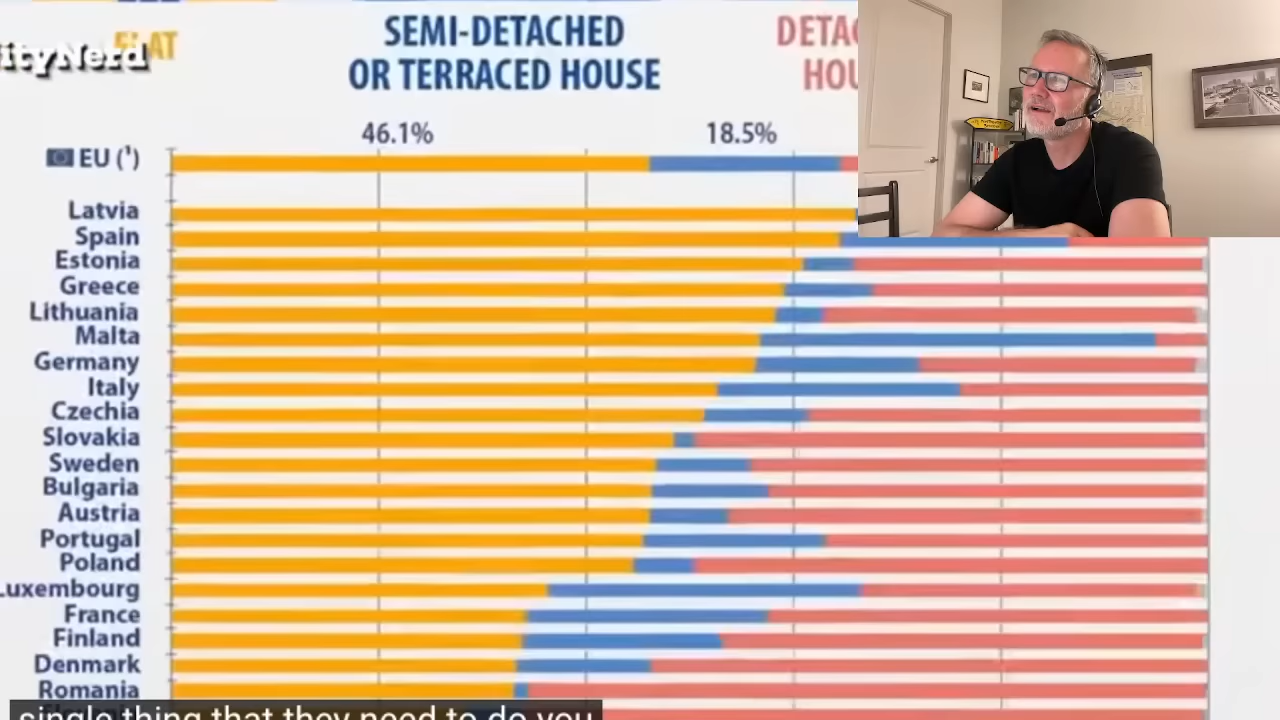 FLAT
ityNerd
SEMI-DETACHED
OR TERRACED HOUSE
DETAC
HOU
46.1%
18.5%
EU (¹)
Latvia
Spain
Estonia
Greece
Lithuania
Malta
Germany
Italy
Czechia
Slovakia
Sweden
Bulgaria
Austria
Portugal
Poland
Luxembourg
France
Finland
Denmark
Romania
single thing that they need to do you